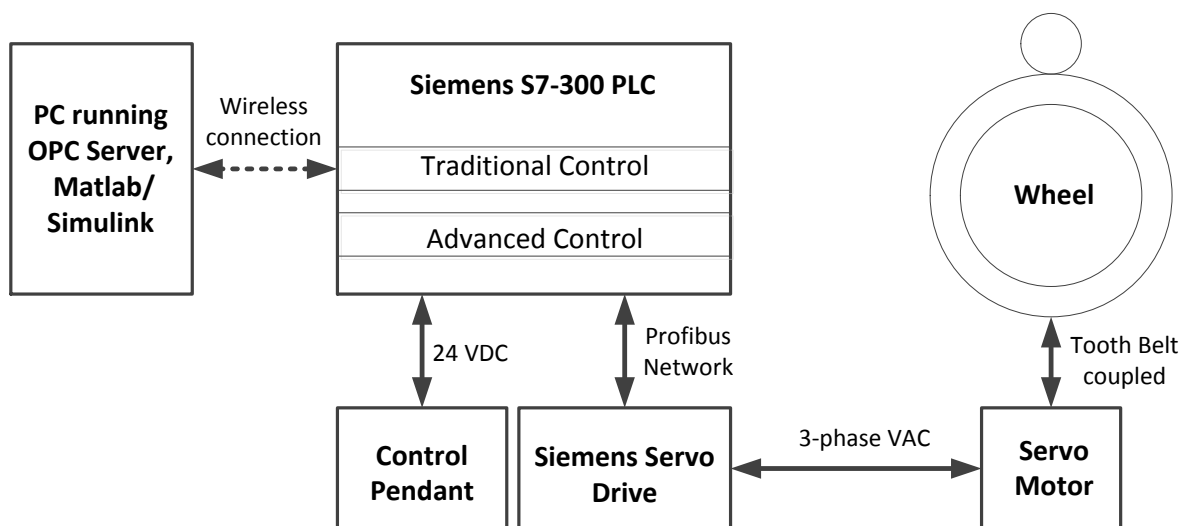 PC running
OPC Server,
Matlab/
Simulink
Wireless
connection
Siemens S7-300 PLC
Traditional Control
Advanced Control
Wheel
24 VDC
Profibus
Network
Tooth Belt
coupled
Control
Pendant
Siemens Servo
Drive
3-phase VAC
Servo
Motor